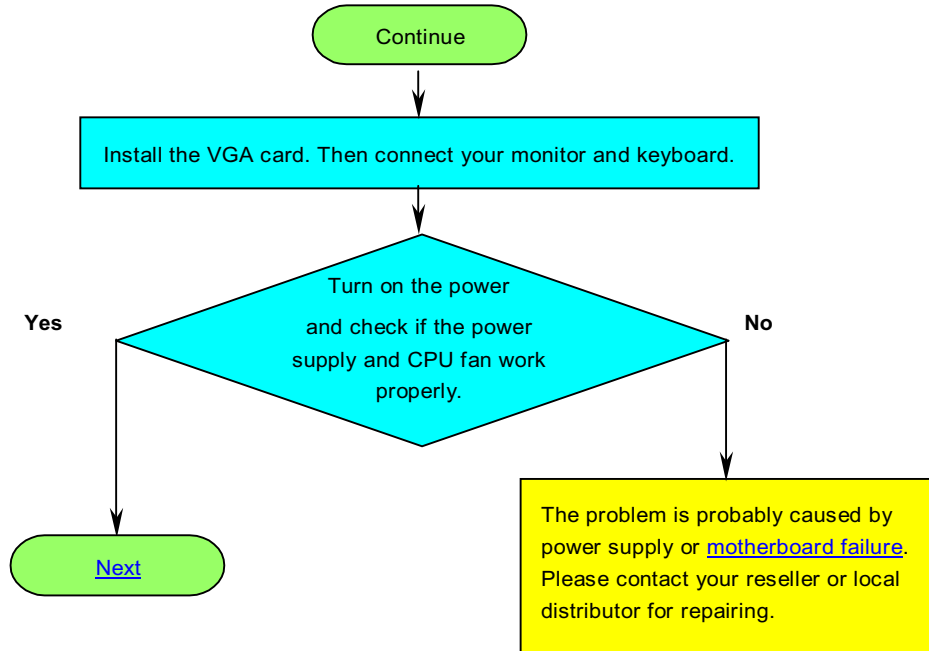 Continue
Install the VGA card. Then connect your monitor and keyboard.
Turn on the power
and check if the power
supply and CPU fan work
properly.
Yes
No
Next
The problem is probably caused by
power supply or motherboard failure.
Please contact your reseller or local
distributor for repairing.